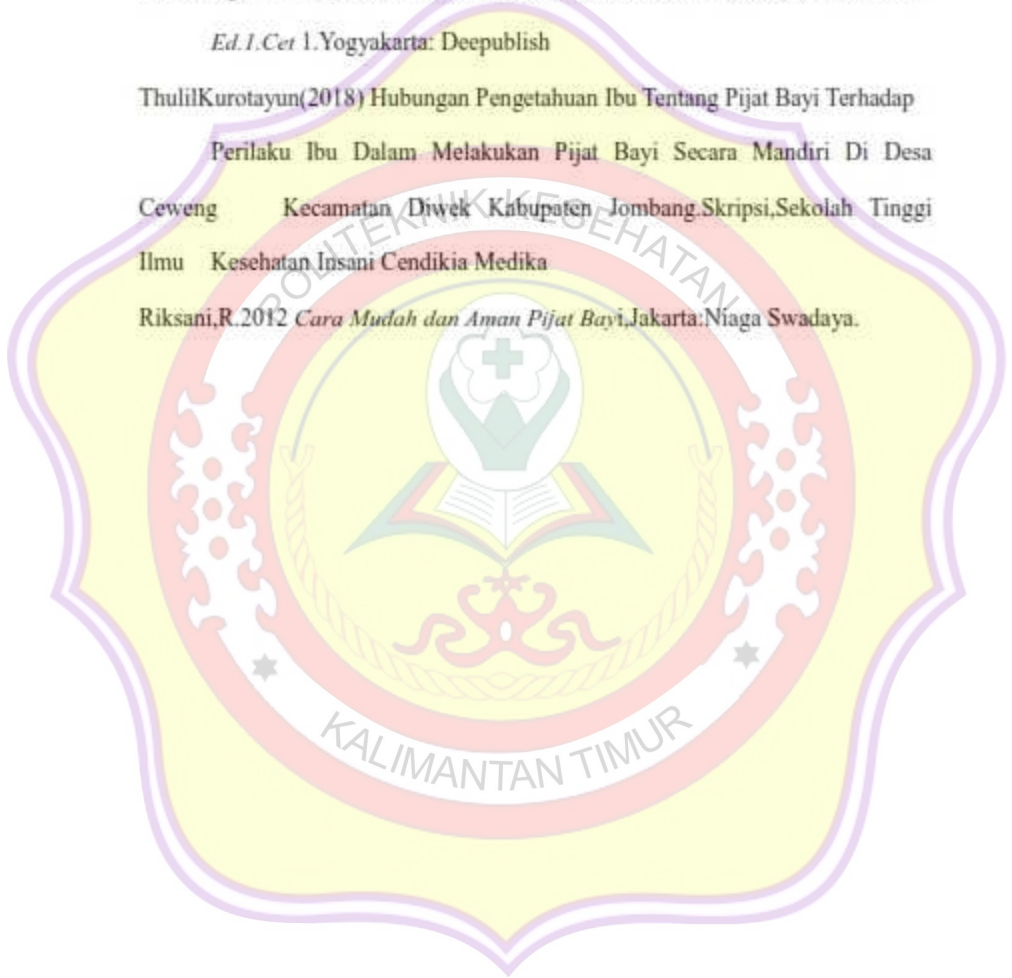 Ed.1.Cet 1.Yogyakarta: Deepublish
ThulilKurotayun(2018) Hubungan Pengetahuan Ibu Tentang Pijat Bayi Terhadap
Perilaku Ibu Dalam Melakukan Pijat Bayi Secara Mandiri Di Desa
Ceweng Kecamatan Diwek Kabupaten Jombang.Skripsi,Sekolah Tinggi
Ilmu Kesehatan Insani Cendikia Medika
Riksani,R.2012 Cara Mudah dan Aman Pijat Bayi,Jakarta:Niaga Swadaya.
POLITEKNIK KESEHATAN
KALIMANTAN TIMUR